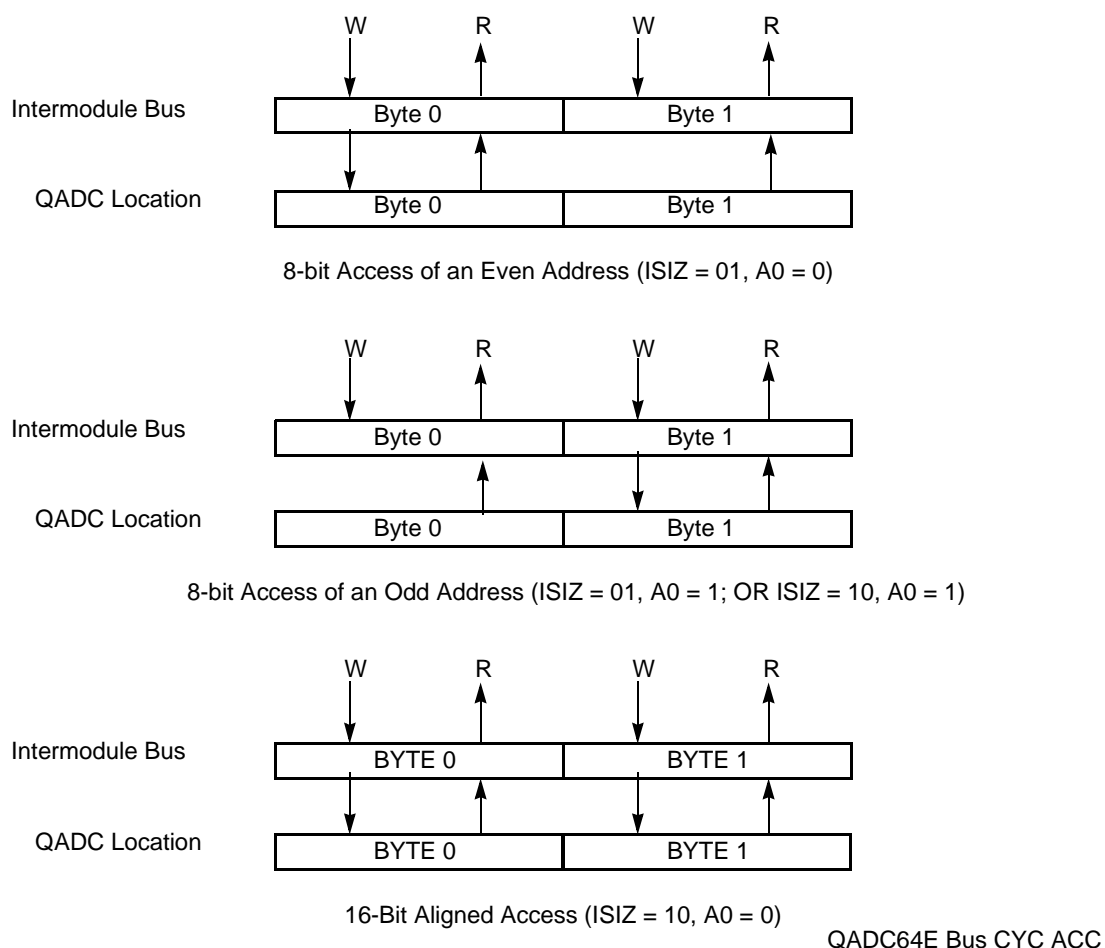 W R W R
Intermodule Bus Byte 0 Byte 1
QADC Location Byte 0 Byte 1
8-bit Access of an Even Address (ISIZ = 01, A0 = 0)
W R W R
Intermodule Bus Byte 0 Byte 1
QADC Location Byte 0 Byte 1
8-bit Access of an Odd Address (ISIZ = 01, A0 = 1; OR ISIZ = 10, A0 = 1)
W R W R
Intermodule Bus BYTE 0 BYTE 1
QADC Location BYTE 0 BYTE 1
16-Bit Aligned Access (ISIZ = 10, A0 = 0)
QADC64E Bus CYC ACC